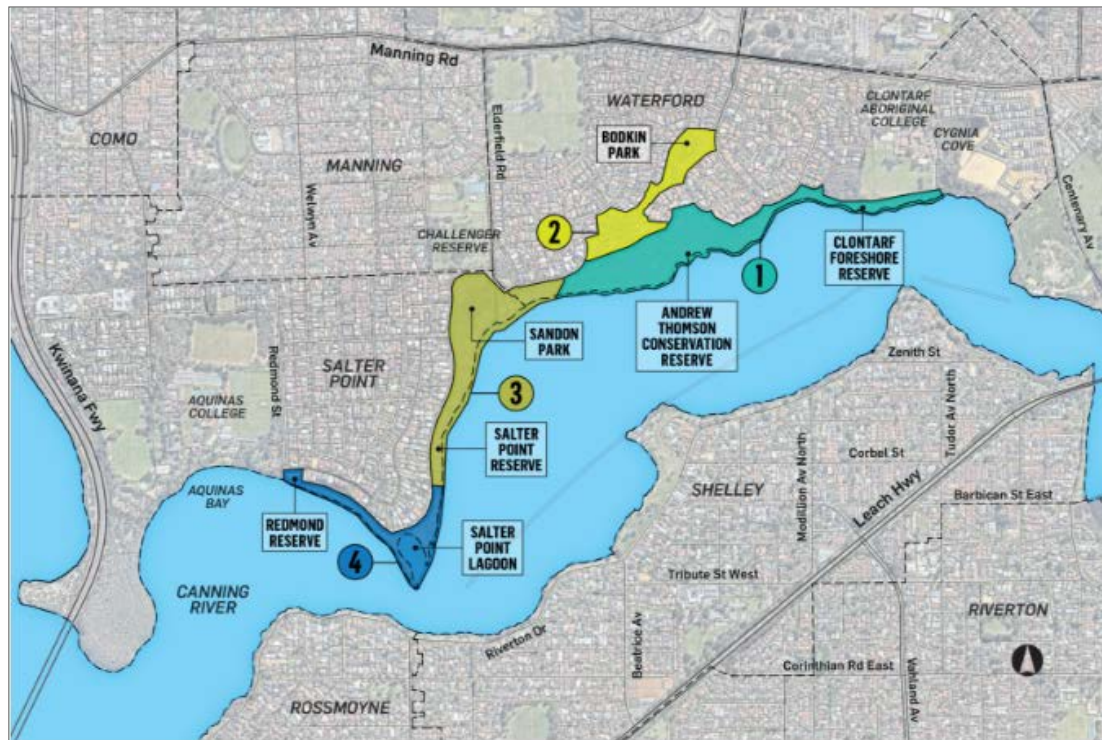 Manning Rd
COMO
MANNING
Welwyn Av
Elderfield Rd
WATERFORD
BODKIN
PARK
CLONTARF
ABORIGINAL
COLLEGE
CYGNIA
COVE
Centenary Av
CHALLENGER
RESERVE
2
1
CLONTARF
FORESHORE
RESERVE
ANDREW
THOMSON
CONSERVATION
RESERVE
SANDON
PARK
3
Kwinana Fwy
SALTER
POINT
Redmond St
AQUINAS
COLLEGE
SALTER
POINT
RESERVE
Zenith St
Tudor Av North
Corbel St
Modillion Av North
Leach Hwy
SHELLEY
Barbican St East
AQUINAS
BAY
REDMOND
RESERVE
4
SALTER
POINT
LAGOON
CANNING
RIVER
Tribute St West
RIVERTON
Riverton Dr
Beatrice Av
Corinthian Rd East
Vahland Av
ROSSMOYNE